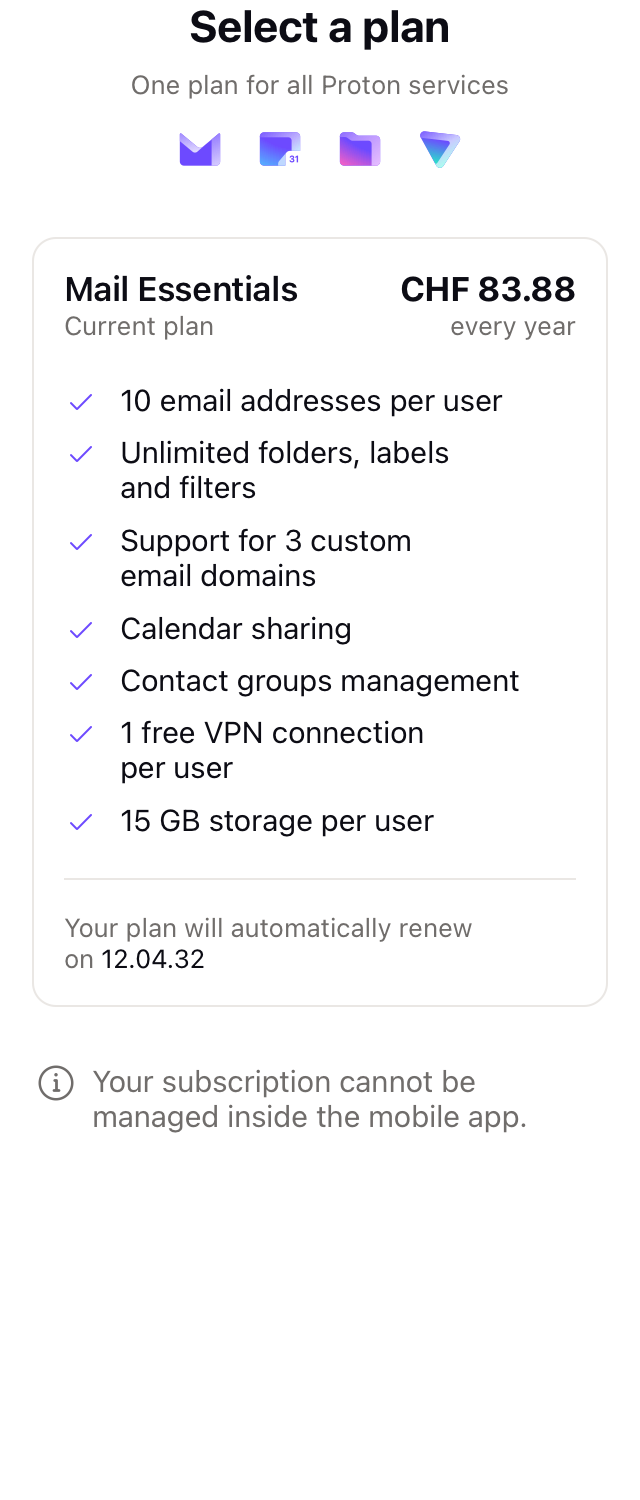 Select a plan
One plan for all Proton services
31
Mail Essentials
CHF 83.88
Current plan
every year
10 email addresses per user
Unlimited folders, labels
and filters
Support for 3 custom
email domains
Calendar sharing
Contact groups management
1 free VPN connection
per user
15 GB storage per user
Your plan will automatically renew
on 12.04.32
Your subscription cannot be
managed inside the mobile app.